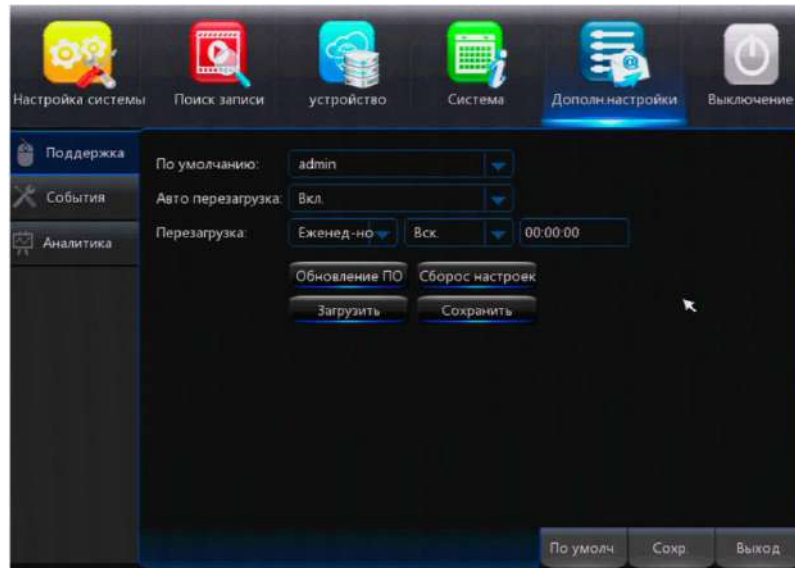 Настройка системы Поиск записи устройство Система Дополн.настройки Выключение
Поддержка
События
Аналитика
По умолчанию: admin
Авто перезагрузка: Вкл.
Перезагрузка: Еженед-но Вск. 00:00:00
Обновление ПО Сборос настроек
Загрузить Сохранить
По умолч Сохр. Выход